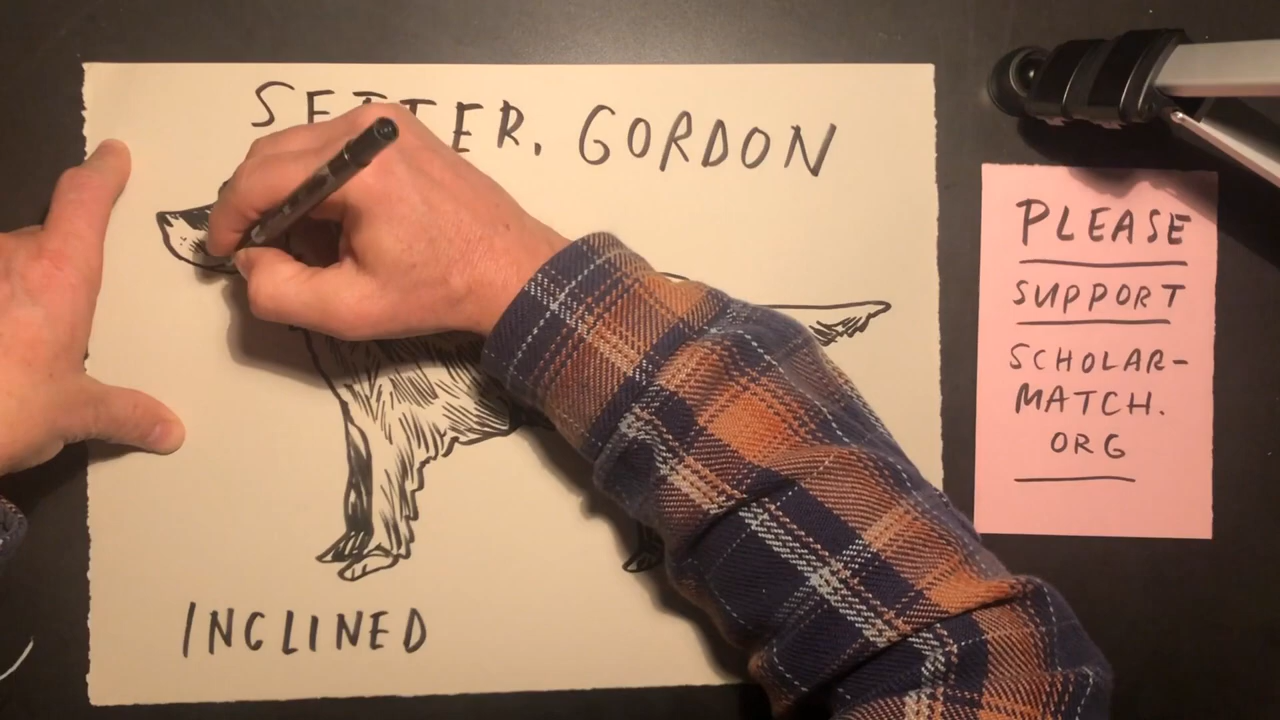 SETTER, GORDON
PLEASE
SUPPORT
SCHOLAR-
MATCH.
ORG
INCLINED